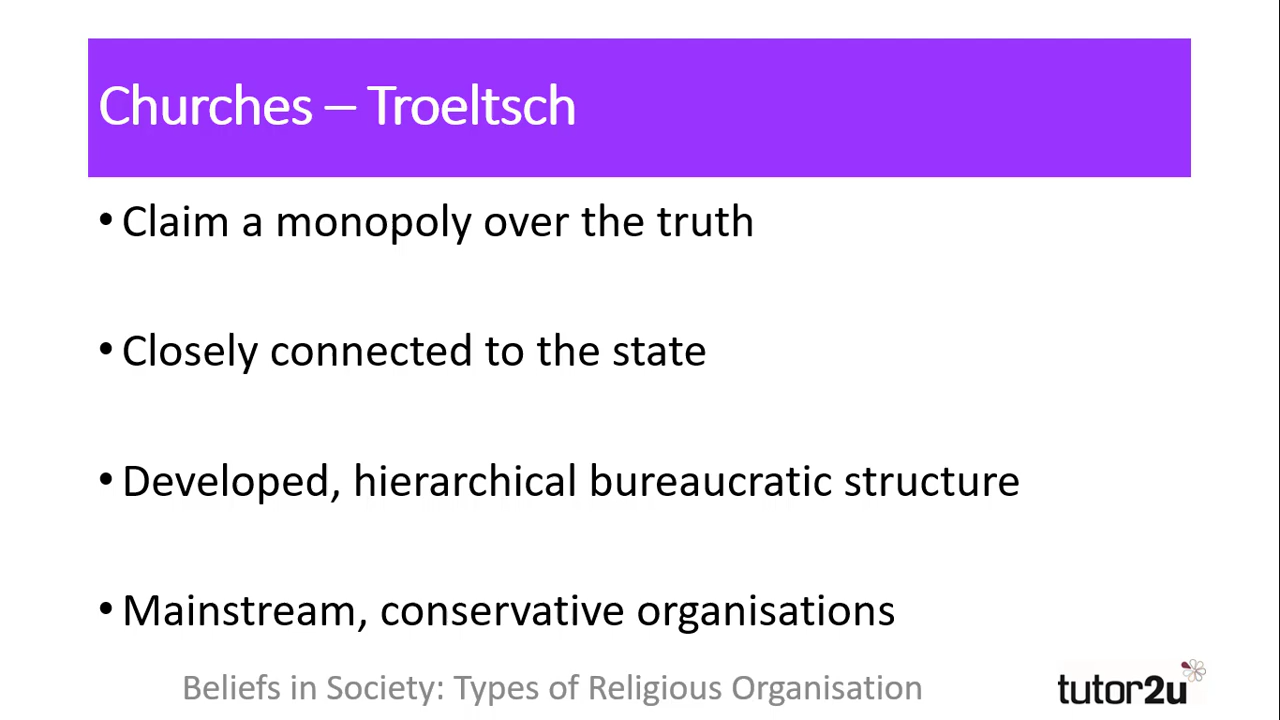 Churches – Troeltsch
• Claim a monopoly over the truth
• Closely connected to the state
• Developed, hierarchical bureaucratic structure
• Mainstream, conservative organisations
Beliefs in Society: Types of Religious Organisation
tutor2u